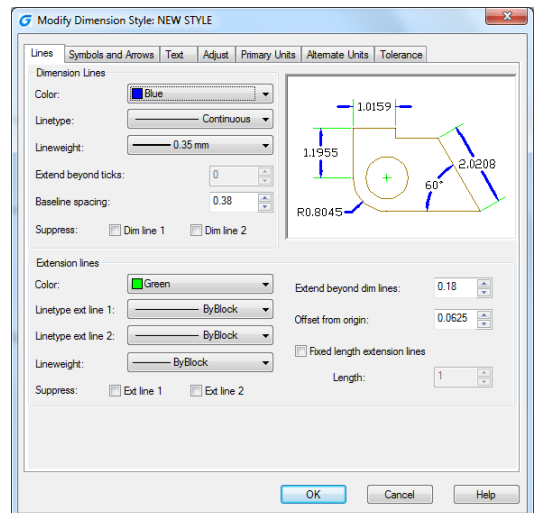 Modify Dimension Style: NEW STYLE
Lines Symbols and Arrows Text Adjust Primary Units Alternate Units Tolerance
Dimension Lines
Color: Blue
Linetype: Continuous
Lineweight: 0.35 mm
Extend beyond ticks: 0
Baseline spacing: 0.38
Suppress: Dim line 1 Dim line 2
1.0159
1.1955
2.0208
60°
R0.8045
Extension lines
Color: Green
Linetype ext line 1: ByBlock
Linetype ext line 2: ByBlock
Lineweight: ByBlock
Suppress: Ext line 1 Ext line 2
Extend beyond dim lines: 0.18
Offset from origin: 0.0625
Fixed length extension lines
Length: 1
OK Cancel Help